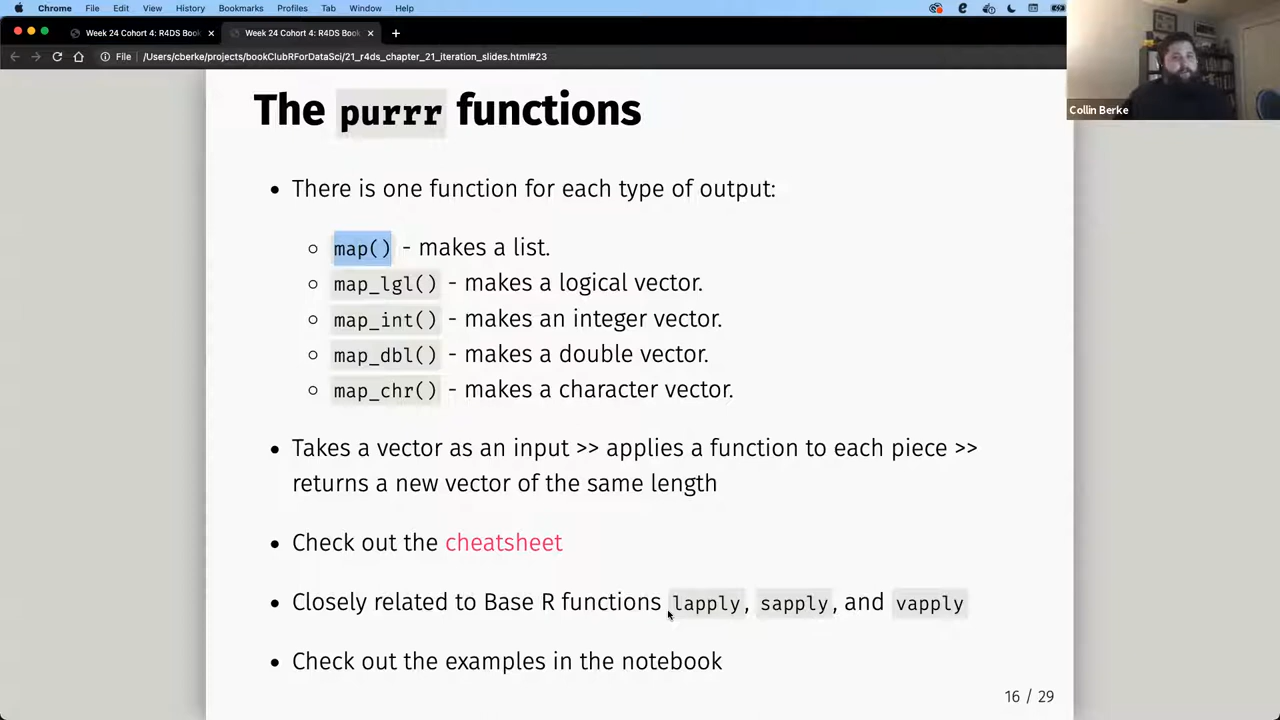 Chrome File Edit View History Bookmarks Profiles Tab Window Help
Week 24 Cohort 4: R4DS Book × Week 24 Cohort 4: R4DS Book × +
File /Users/cberke/projects/bookClubRForDataSci/21_r4ds_chapter_21_iteration_slides.html#23
Collin Berke
The purrr functions
• There is one function for each type of output:
○ map() - makes a list.
○ map_lgl() - makes a logical vector.
○ map_int() - makes an integer vector.
○ map_dbl() - makes a double vector.
○ map_chr() - makes a character vector.
• Takes a vector as an input >> applies a function to each piece >>
returns a new vector of the same length
• Check out the cheatsheet
• Closely related to Base R functions lapply, sapply, and vapply
• Check out the examples in the notebook
16 / 29